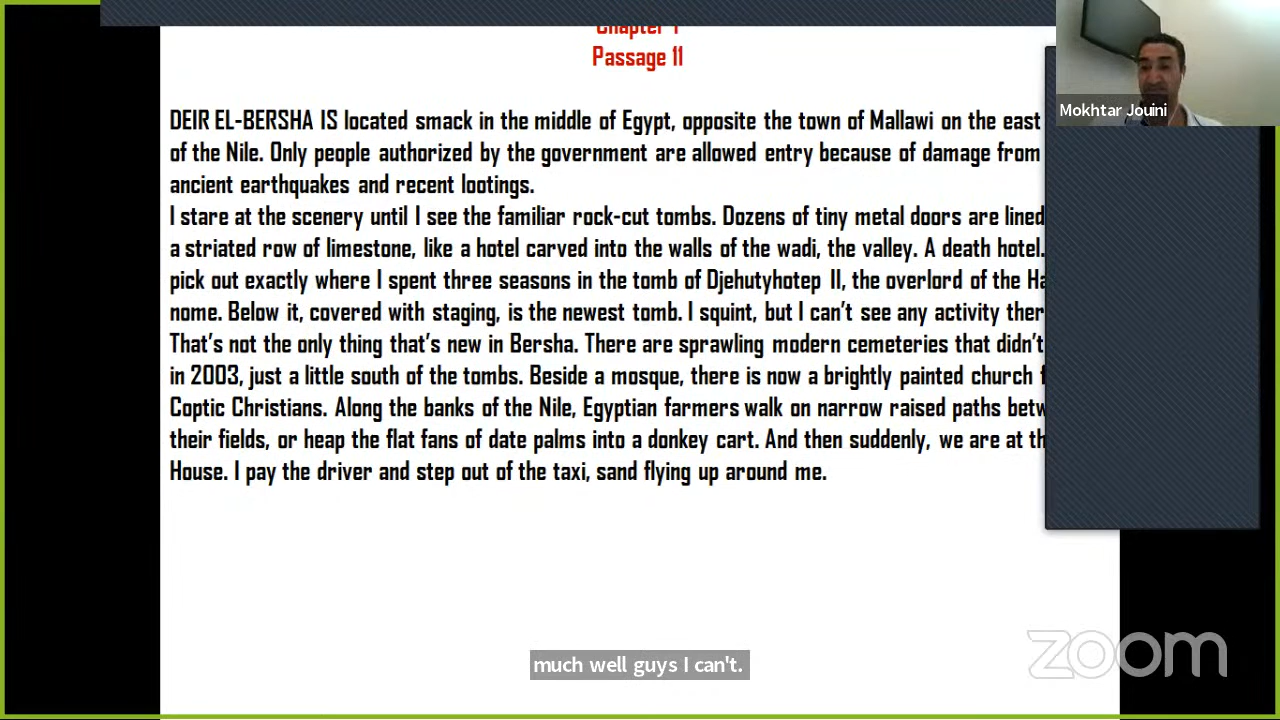 Chapter 1
Passage 11
Mokhtar Jouini
DEIR EL-BERSHA IS located smack in the middle of Egypt, opposite the town of Mallawi on the east
of the Nile. Only people authorized by the government are allowed entry because of damage from
ancient earthquakes and recent lootings.
I stare at the scenery until I see the familiar rock-cut tombs. Dozens of tiny metal doors are lined
a striated row of limestone, like a hotel carved into the walls of the wadi, the valley. A death hotel.
pick out exactly where I spent three seasons in the tomb of Djehutyhotep II, the overlord of the
nome. Below it, covered with staging, is the newest tomb. I squint, but I can't see any activity
That's not the only thing that's new in Bersha. There are sprawling modern cemeteries that didn't
in 2003, just a little south of the tombs. Beside a mosque, there is now a brightly painted church
Coptic Christians. Along the banks of the Nile, Egyptian farmers walk on narrow raised paths
their fields, or heap the flat fans of date palms into a donkey cart. And then suddenly, we are at
House. I pay the driver and step out of the taxi, sand flying up around me.
zoom
much well guys I can't.